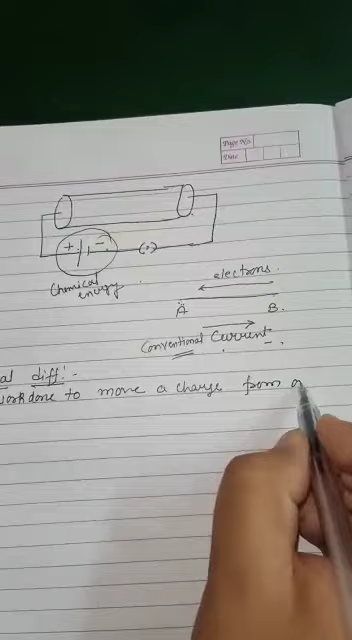 Page No.
Date
+ -
Chemical
energy
electrons.
A B.
Conventional Current
al diff:-
work done to move a charge from a